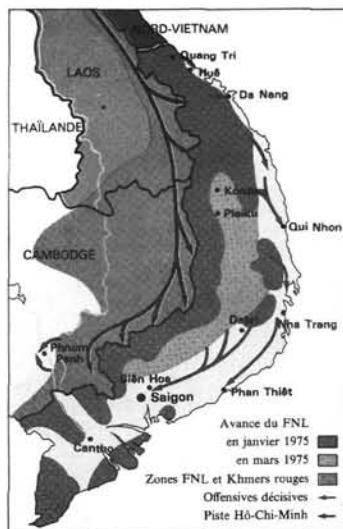 NORD-VIETNAM
Quang Tri
Huê
LAOS
Da Nang
THAÏLANDE
Kontum
Pleiku
Qui Nhon
CAMBODGE
Dalat
Nha Trang
Phnum
Penh
Biên Hoa
Phan Thiêt
Saigon
Cantho
Avance du FNL
en janvier 1975
en mars 1975
Zones FNL et Khmers rouges
Offensives décisives
Piste Hô-Chi-Minh